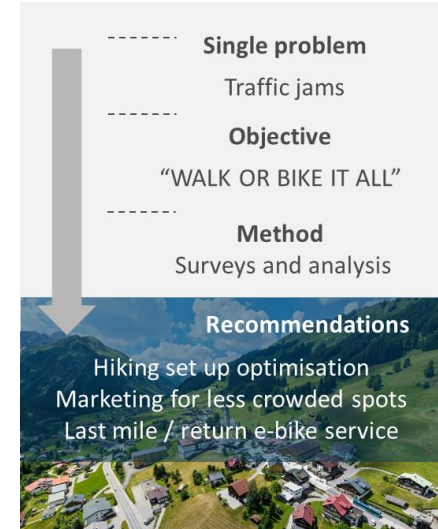 Single problem
Traffic jams
Objective
“WALK OR BIKE IT ALL”
Method
Surveys and analysis
Recommendations
Hiking set up optimisation
Marketing for less crowded spots
Last mile / return e-bike service